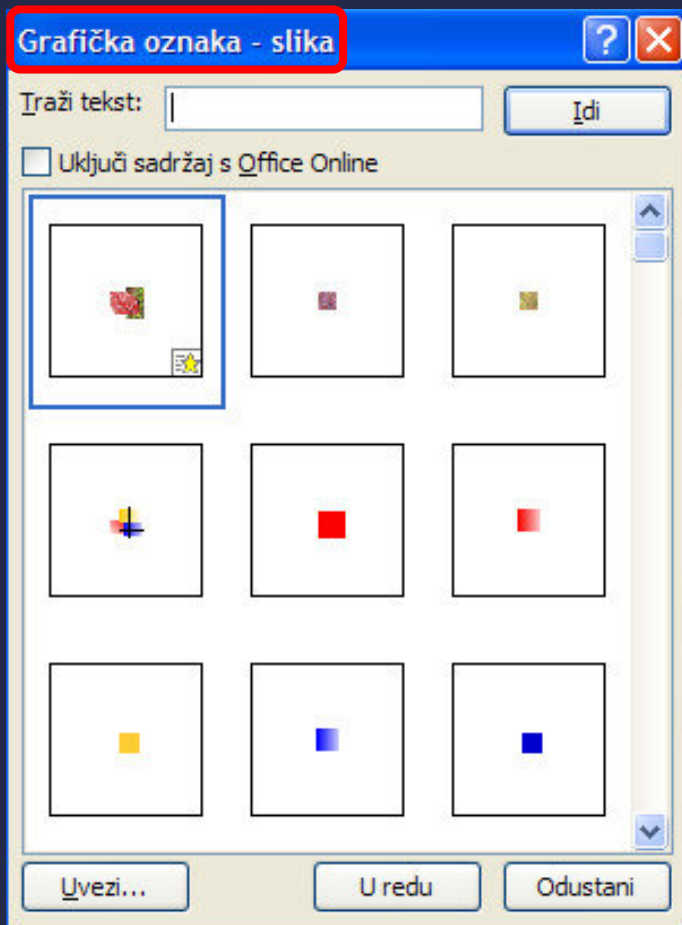 Grafička oznaka - slika
Traži tekst:
Idi
Uključi sadržaj s Office Online
Uvezi...
U redu
Odustani